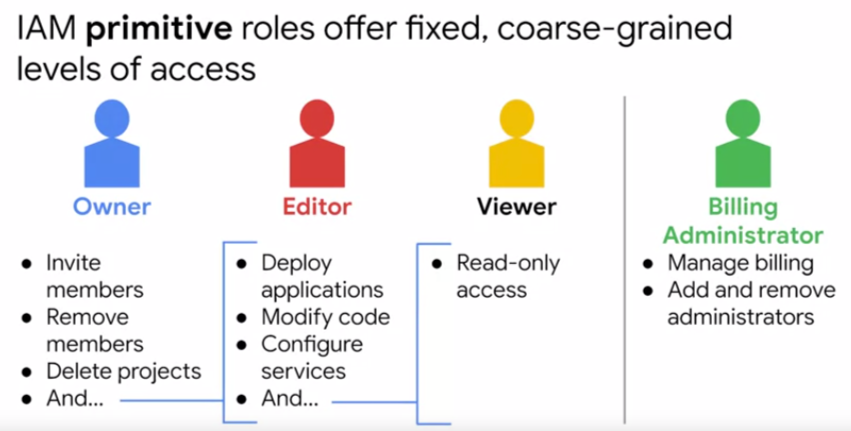 IAM primitive roles offer fixed, coarse-grained
levels of access
Owner
● Invite
members
● Remove
members
● Delete projects
● And...
Editor
● Deploy
applications
● Modify code
● Configure
services
● And...
Viewer
● Read-only
access
Billing
Administrator
● Manage billing
● Add and remove
administrators